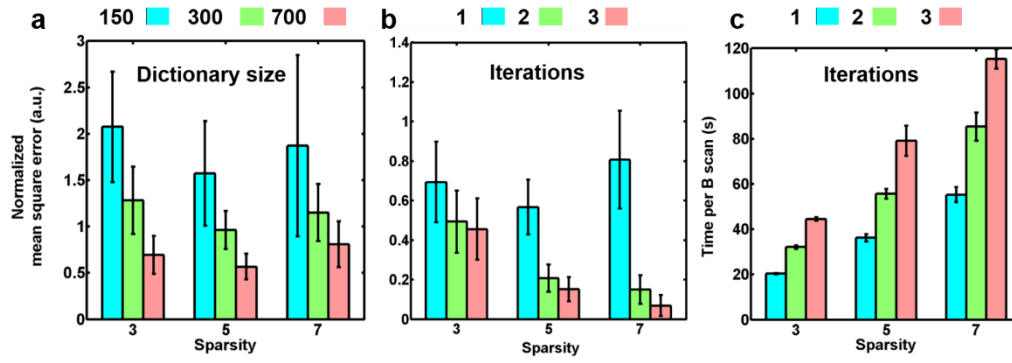 a 150 300 700
Normalized
mean square error (a.u.)
3
2.5
2
1.5
1
0.5
0
Dictionary size
3 5 7
Sparsity
b 1 2 3
1.4
1.2
1
0.8
0.6
0.4
0.2
0
Iterations
3 5 7
Sparsity
c 1 2 3
Time per B scan (s)
120
100
80
60
40
20
0
Iterations
3 5 7
Sparsity